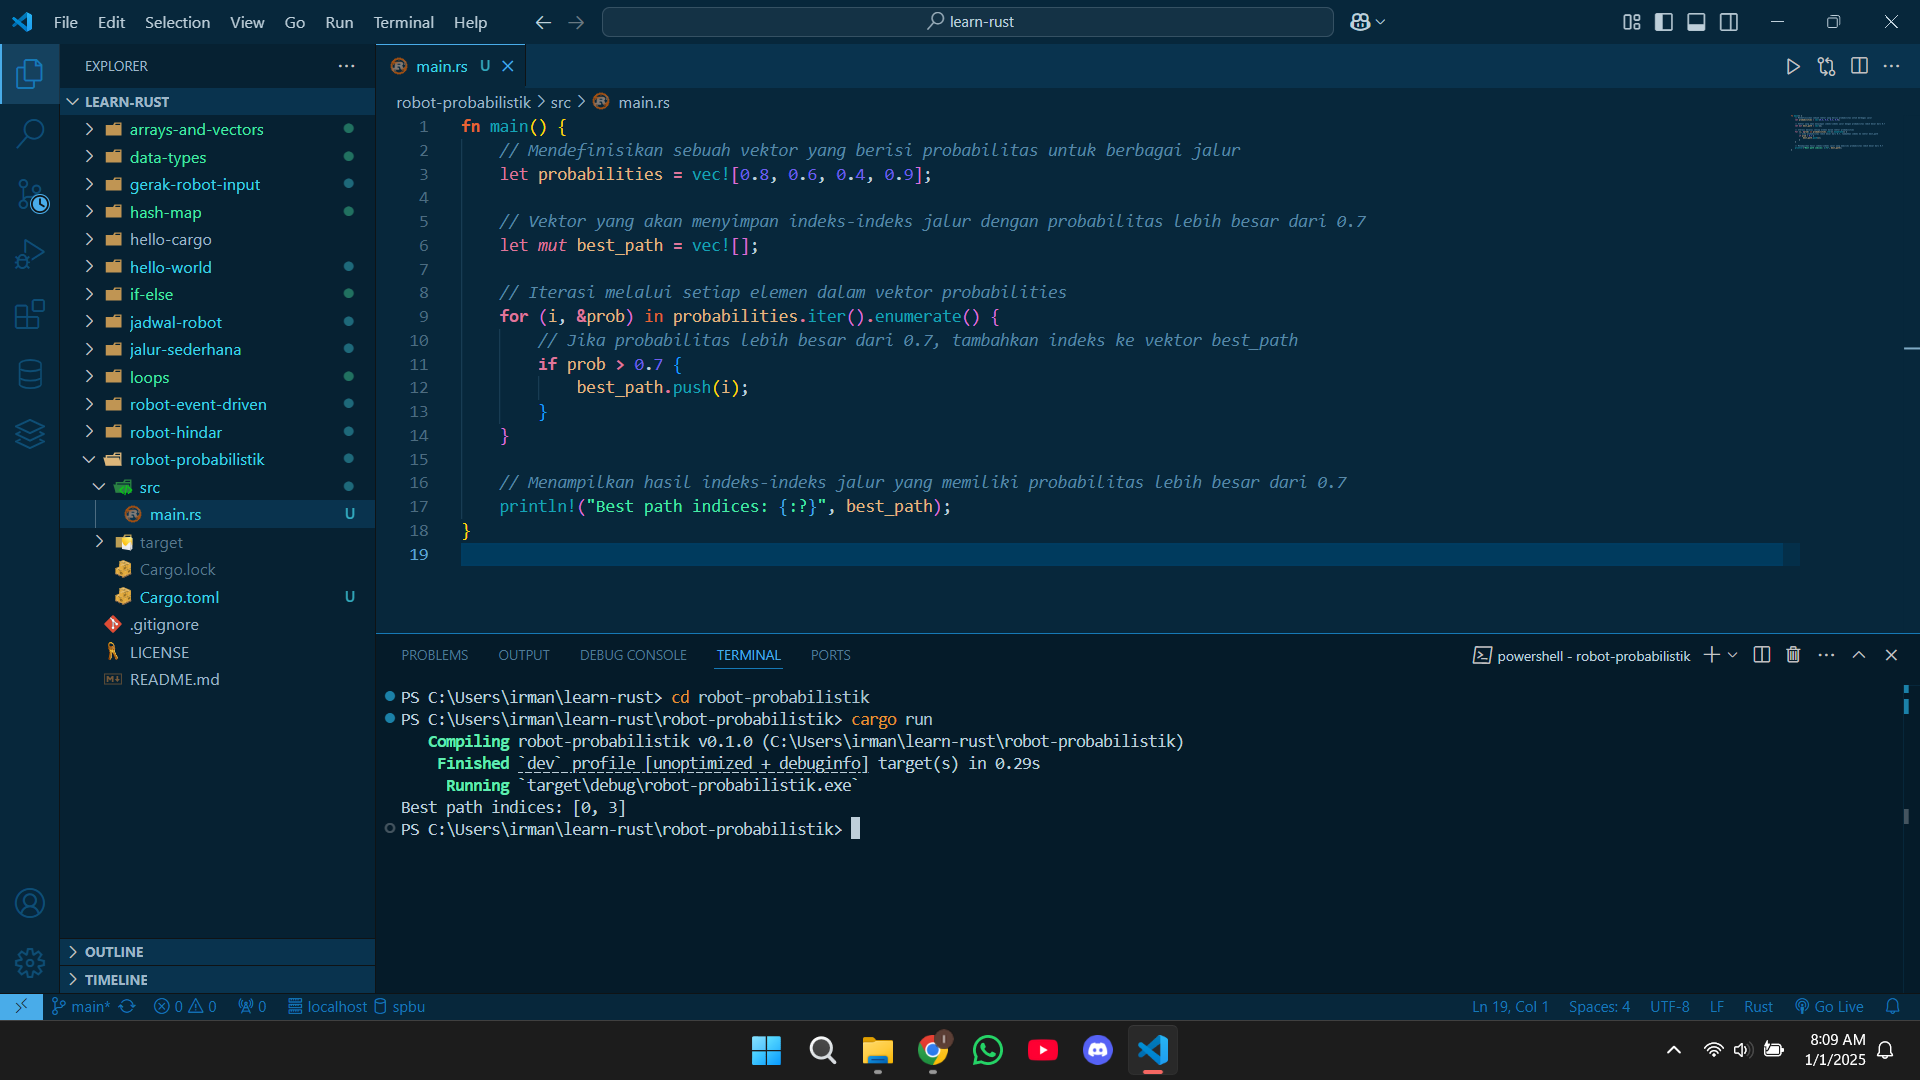 File Edit Selection View Go Run Terminal Help
learn-rust
EXPLORER
LEARN-RUST
arrays-and-vectors
data-types
gerak-robot-input
hash-map
hello-cargo
hello-world
if-else
jadwal-robot
jalur-sederhana
loops
robot-event-driven
robot-hindar
robot-probabilistik
src
main.rs U
target
Cargo.lock
Cargo.toml U
.gitignore
LICENSE
README.md
OUTLINE
TIMELINE
main.rs U
robot-probabilistik > src > main.rs
1 fn main() {
2 // Mendefinisikan sebuah vektor yang berisi probabilitas untuk berbagai jalur
3 let probabilities = vec![0.8, 0.6, 0.4, 0.9];
4
5 // Vektor yang akan menyimpan indeks-indeks jalur dengan probabilitas lebih besar dari 0.7
6 let mut best_path = vec![];
7
8 // Iterasi melalui setiap elemen dalam vektor probabilities
9 for (i, &prob) in probabilities.iter().enumerate() {
10 // Jika probabilitas lebih besar dari 0.7, tambahkan indeks ke vektor best_path
11 if prob > 0.7 {
12 best_path.push(i);
13 }
14 }
15
16 // Menampilkan hasil indeks-indeks jalur yang memiliki probabilitas lebih besar dari 0.7
17 println!("Best path indices: {:?}", best_path);
18 }
19
PROBLEMS OUTPUT DEBUG CONSOLE TERMINAL PORTS
powershell - robot-probabilistik
PS C:\Users\irman\learn-rust> cd robot-probabilistik
PS C:\Users\irman\learn-rust\robot-probabilistik> cargo run
Compiling robot-probabilistik v0.1.0 (C:\Users\irman\learn-rust\robot-probabilistik)
Finished `dev` profile [unoptimized + debuginfo] target(s) in 0.29s
Running `target\debug\robot-probabilistik.exe`
Best path indices: [0, 3]
PS C:\Users\irman\learn-rust\robot-probabilistik>
main* 0 0 0 localhost spbu
Ln 19, Col 1 Spaces: 4 UTF-8 LF Rust Go Live
8:09 AM
1/1/2025